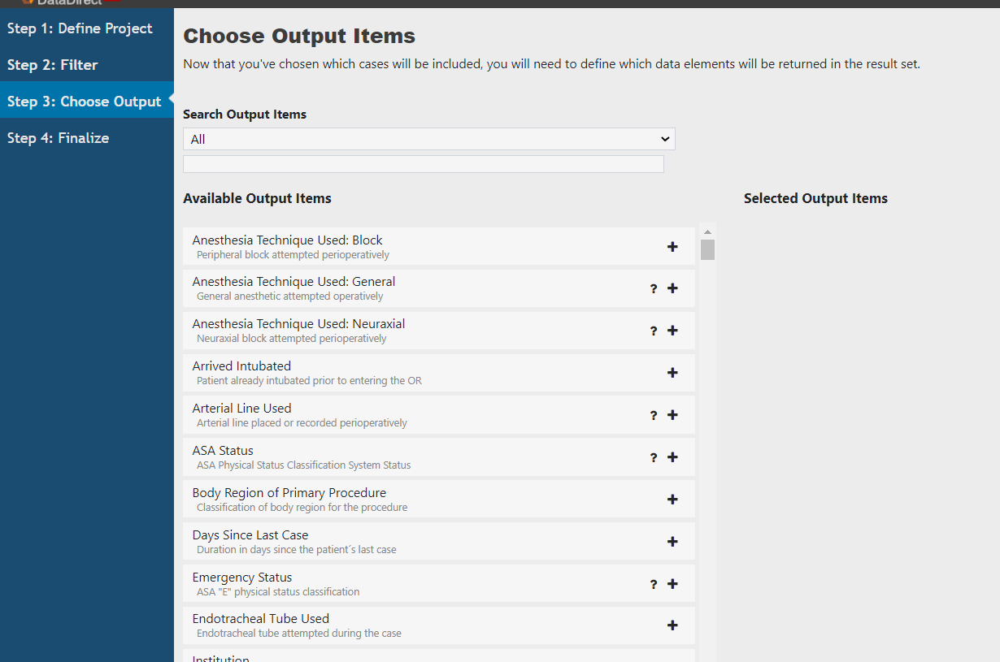 DataDirect
Step 1: Define Project
Step 2: Filter
Step 3: Choose Output
Step 4: Finalize
Choose Output Items
Now that you've chosen which cases will be included, you will need to define which data elements will be returned in the result set.
Search Output Items
All
Available Output Items
Selected Output Items
Anesthesia Technique Used: Block
Peripheral block attempted perioperatively
+
Anesthesia Technique Used: General
General anesthetic attempted operatively
? +
Anesthesia Technique Used: Neuraxial
Neuraxial block attempted perioperatively
? +
Arrived Intubated
Patient already intubated prior to entering the OR
+
Arterial Line Used
Arterial line placed or recorded perioperatively
? +
ASA Status
ASA Physical Status Classification System Status
? +
Body Region of Primary Procedure
Classification of body region for the procedure
+
Days Since Last Case
Duration in days since the patient´s last case
+
Emergency Status
ASA "E" physical status classification
? +
Endotracheal Tube Used
Endotracheal tube attempted during the case
+
Institution